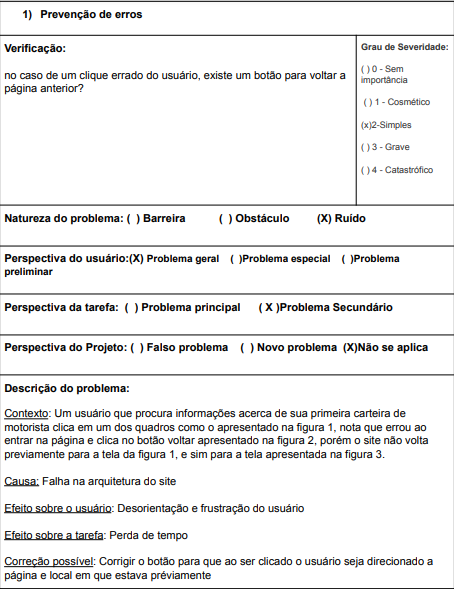 1) Prevenção de erros
Verificação:
no caso de um clique errado do usuário, existe um botão para voltar a
página anterior?
Grau de Severidade:
( ) 0 - Sem
importância
( ) 1 - Cosmético
(x)2-Simples
( ) 3 - Grave
( ) 4 - Catastrófico
Natureza do problema: ( ) Barreira ( ) Obstáculo (X) Ruído
Perspectiva do usuário:(X) Problema geral ( )Problema especial ( )Problema
preliminar
Perspectiva da tarefa: ( ) Problema principal ( X )Problema Secundário
Perspectiva do Projeto: ( ) Falso problema ( ) Novo problema (X)Não se aplica
Descrição do problema:
Contexto: Um usuário que procura informações acerca de sua primeira carteira de
motorista clica em um dos quadros como o apresentado na figura 1, nota que errou ao
entrar na página e clica no botão voltar apresentado na figura 2, porém o site não volta
previamente para a tela da figura 1, e sim para a tela apresentada na figura 3.
Causa: Falha na arquitetura do site
Efeito sobre o usuário: Desorientação e frustração do usuário
Efeito sobre a tarefa: Perda de tempo
Correção possível: Corrigir o botão para que ao ser clicado o usuário seja direcionado a
página e local em que estava préviamente